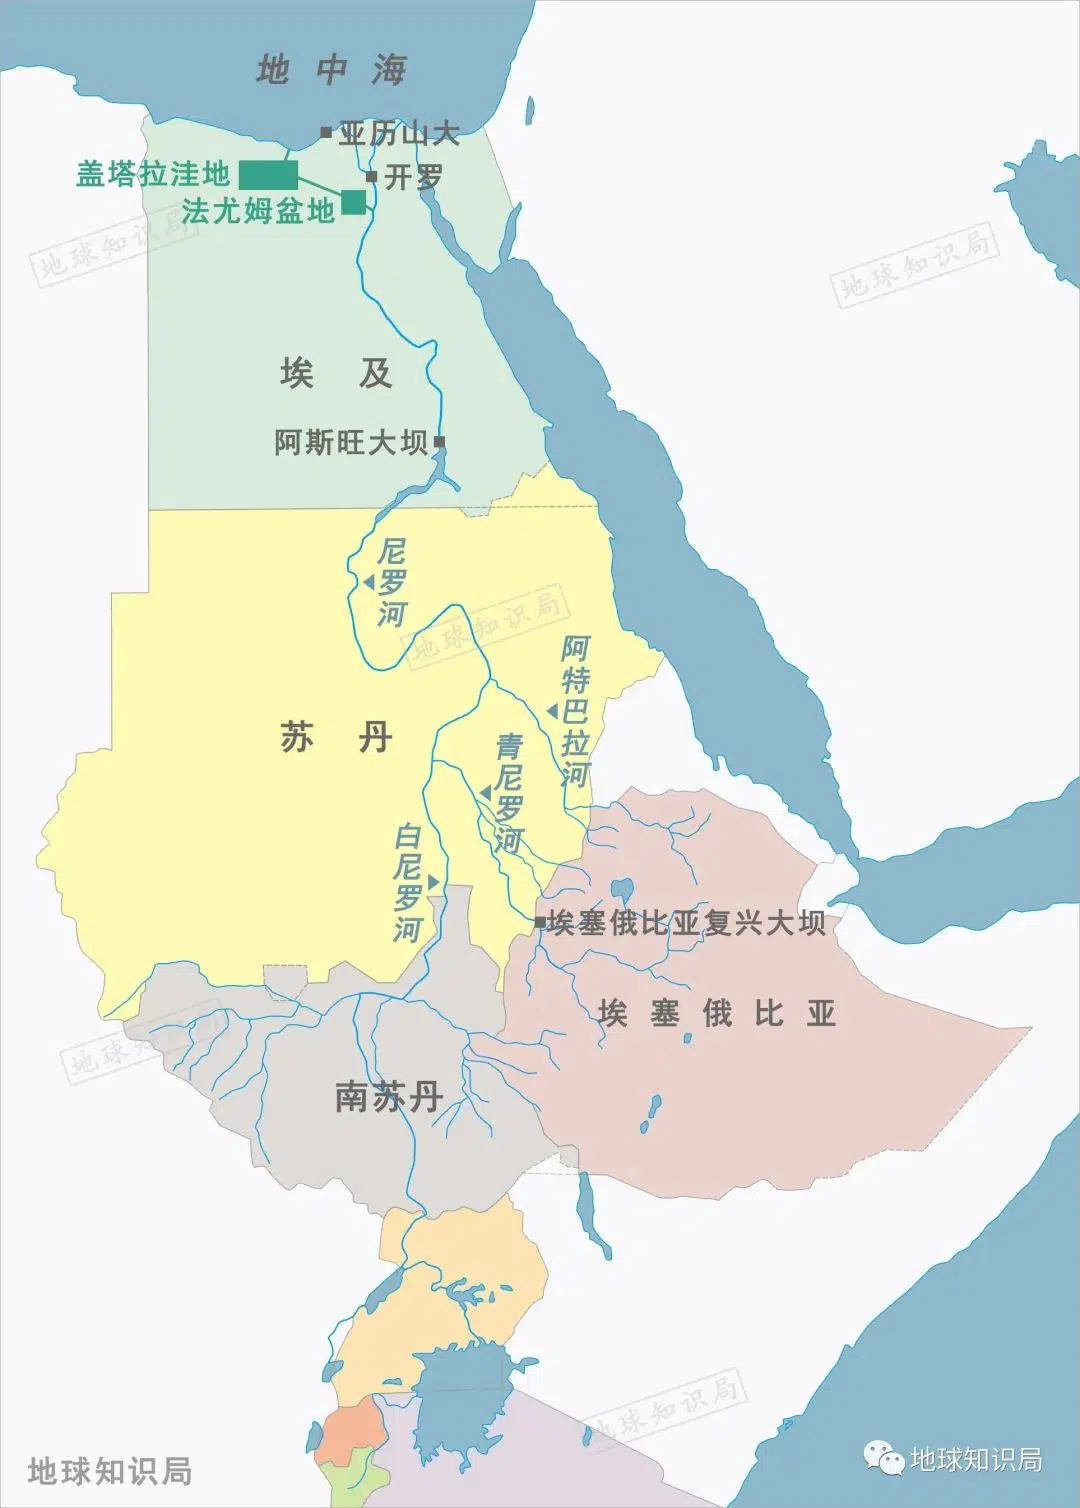 地中海
亚历山大
盖塔拉洼地
开罗
法尤姆盆地
地球知识局
地球知识局
埃及
阿斯旺大坝
尼罗河
地球知识局
阿特巴拉河
苏丹
青尼罗河
白尼罗河
埃塞俄比亚复兴大坝
埃塞俄比亚
地球知识局
南苏丹
地球知识局
地球知识局
地球知识局